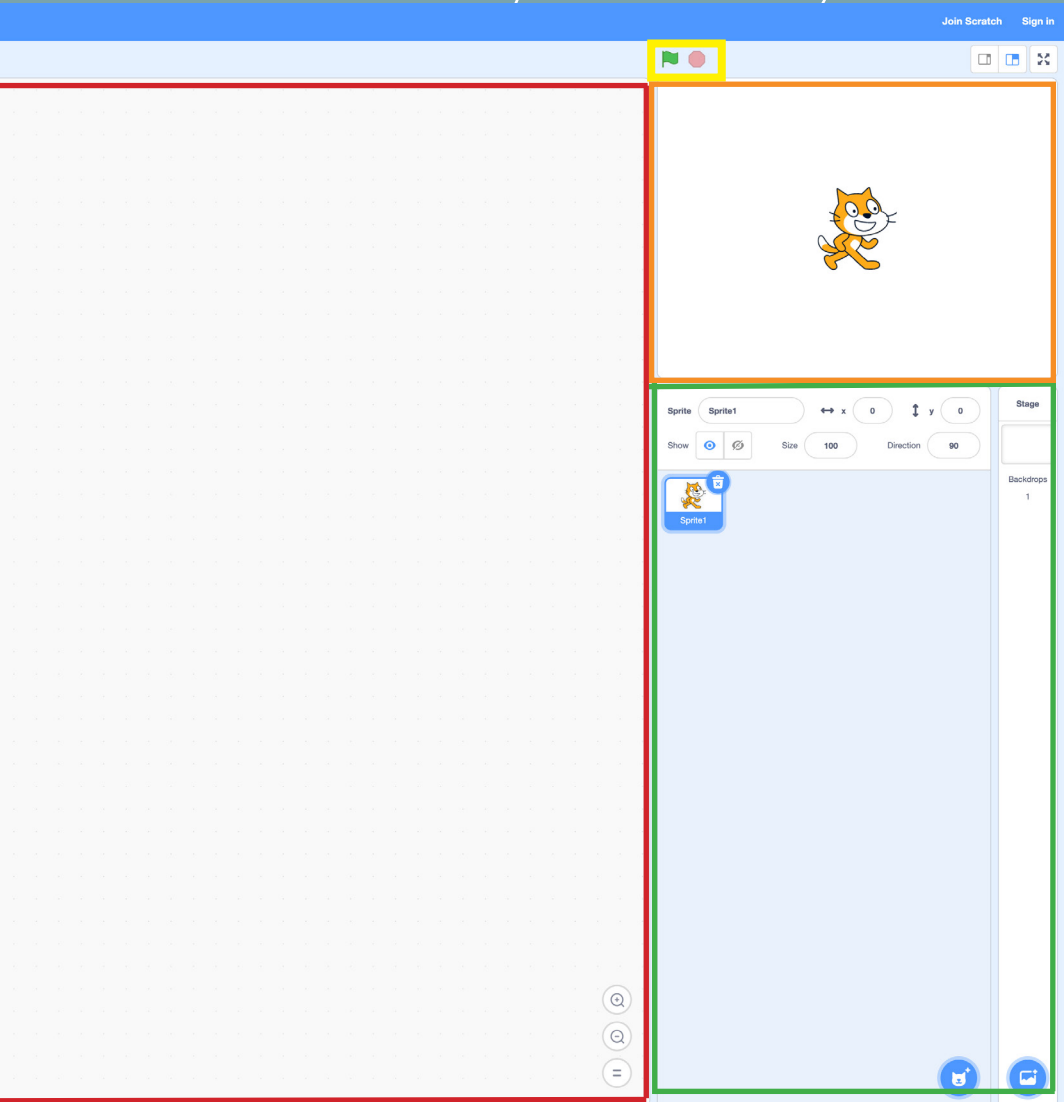 Join Scratch Sign in
Sprite Sprite1 x 0 y 0
Show Size 100 Direction 90
Sprite1
Stage
Backdrops
1